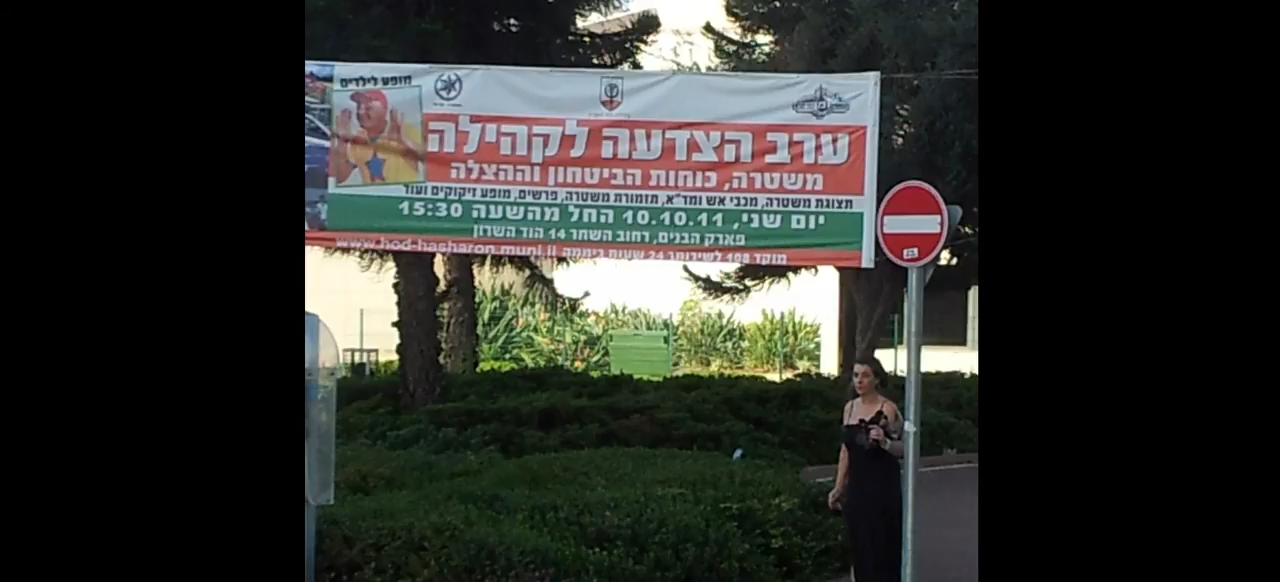 מופע לילדים
ערב הצדעה לקהילה
משטרה, כוחות הביטחון וההצלה
תצוגת משטרה, מכבי אש ומד"א, תזמורת משטרה, פרשים, מופע זיקוקים ועוד
יום שני, 10.10.11 החל מהשעה 15:30
פארק הבנים, רחוב השחר 14 הוד השרון
מוקד 108 לשירותך 24 שעות ביממה www.hod-hasharon.muni.il